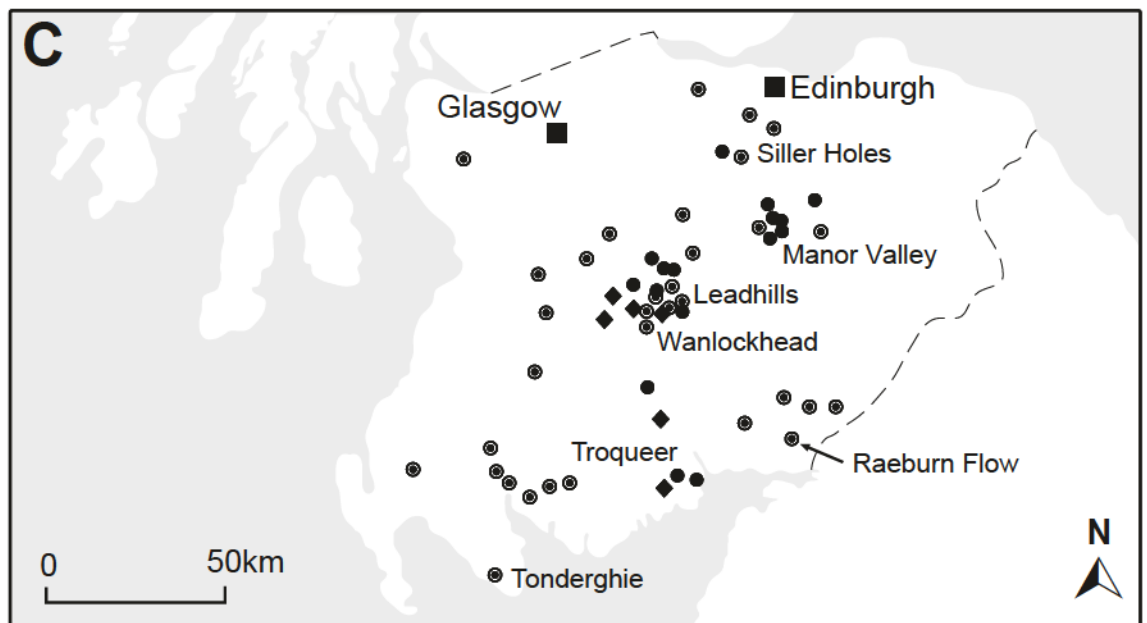 C
Glasgow
Edinburgh
Siller Holes
Manor Valley
Leadhills
Wanlockhead
Troqueer
Raeburn Flow
Tonderghie
0 50km
N